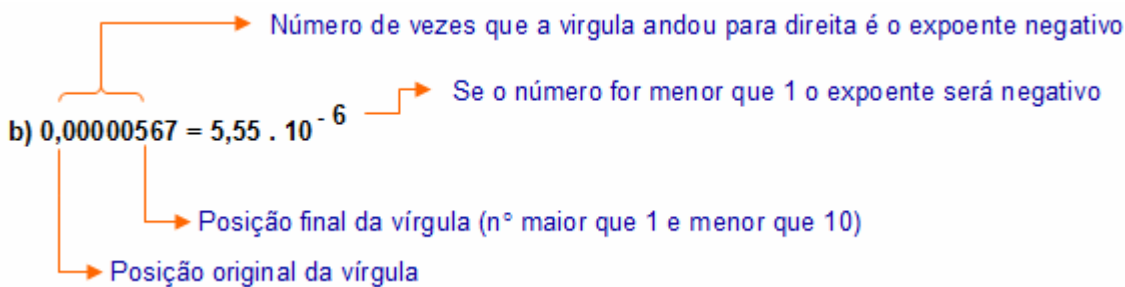 Número de vezes que a virgula andou para direita é o expoente negativo
Se o número for menor que 1 o expoente será negativo
b) 0,00000567 = 5,55 . 10⁻⁶
Posição final da vírgula (n° maior que 1 e menor que 10)
Posição original da vírgula